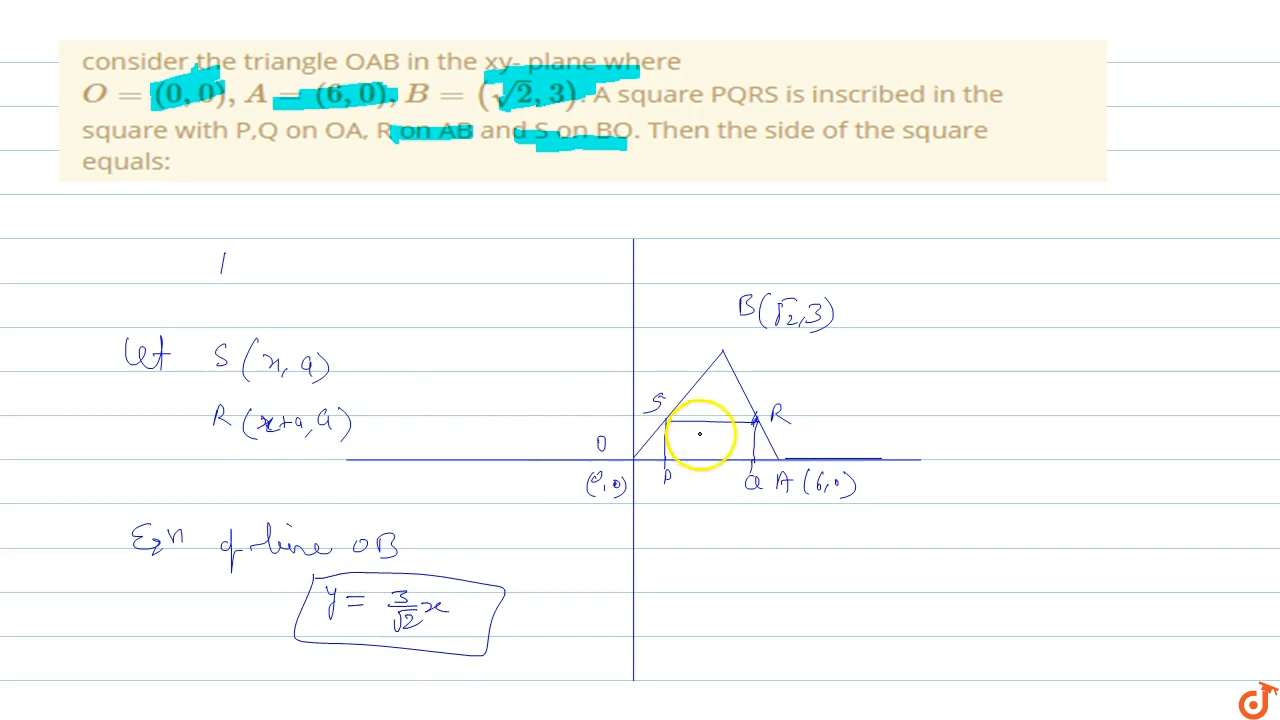 consider the triangle OAB in the xy- plane where
O = (0, 0), A = (6, 0), B = (√2, 3). A square PQRS is inscribed in the
square with P,Q on OA, R on AB and S on BO. Then the side of the square
equals:
B(√2,3)
Let S(x, a)
R(x+a, a)
S
R
O
(0,0)
P
Q
A(6,0)
Eqn of line OB
y = 3/√2 x